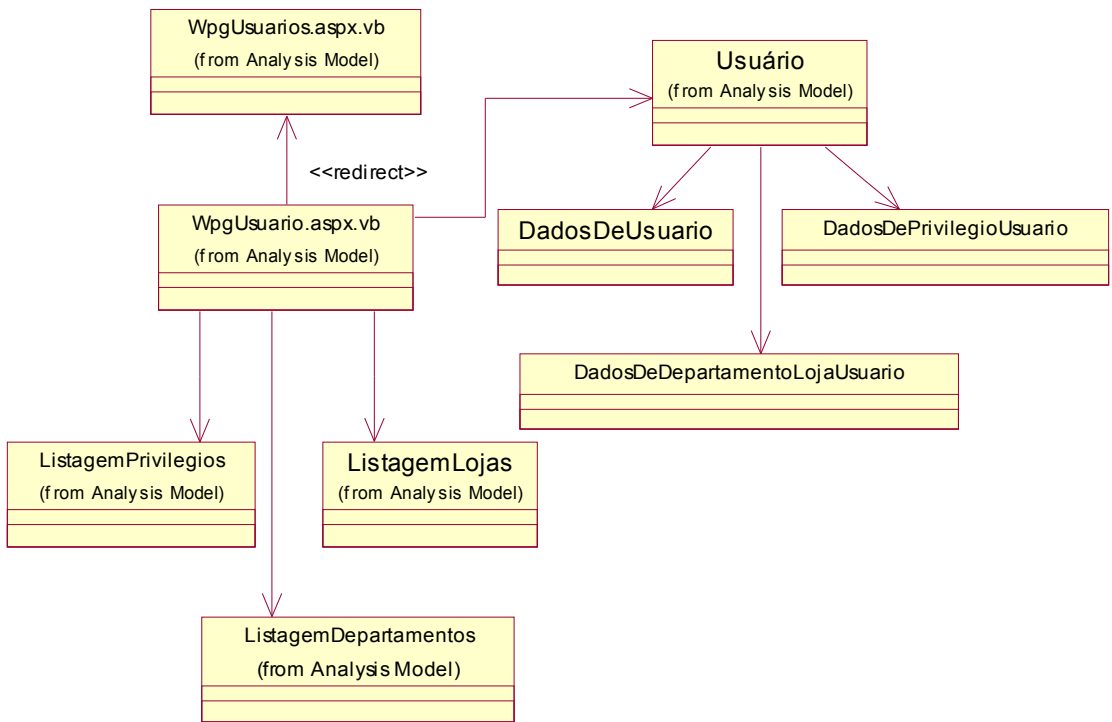 WpgUsuarios.aspx.vb
(from Analysis Model)
Usuário
(from Analysis Model)
<<redirect>>
WpgUsuario.aspx.vb
(from Analysis Model)
DadosDeUsuario
DadosDePrivilegioUsuario
DadosDeDepartamentoLojaUsuario
ListagemPrivilegios
(from Analysis Model)
ListagemLojas
(from Analysis Model)
ListagemDepartamentos
(from Analysis Model)